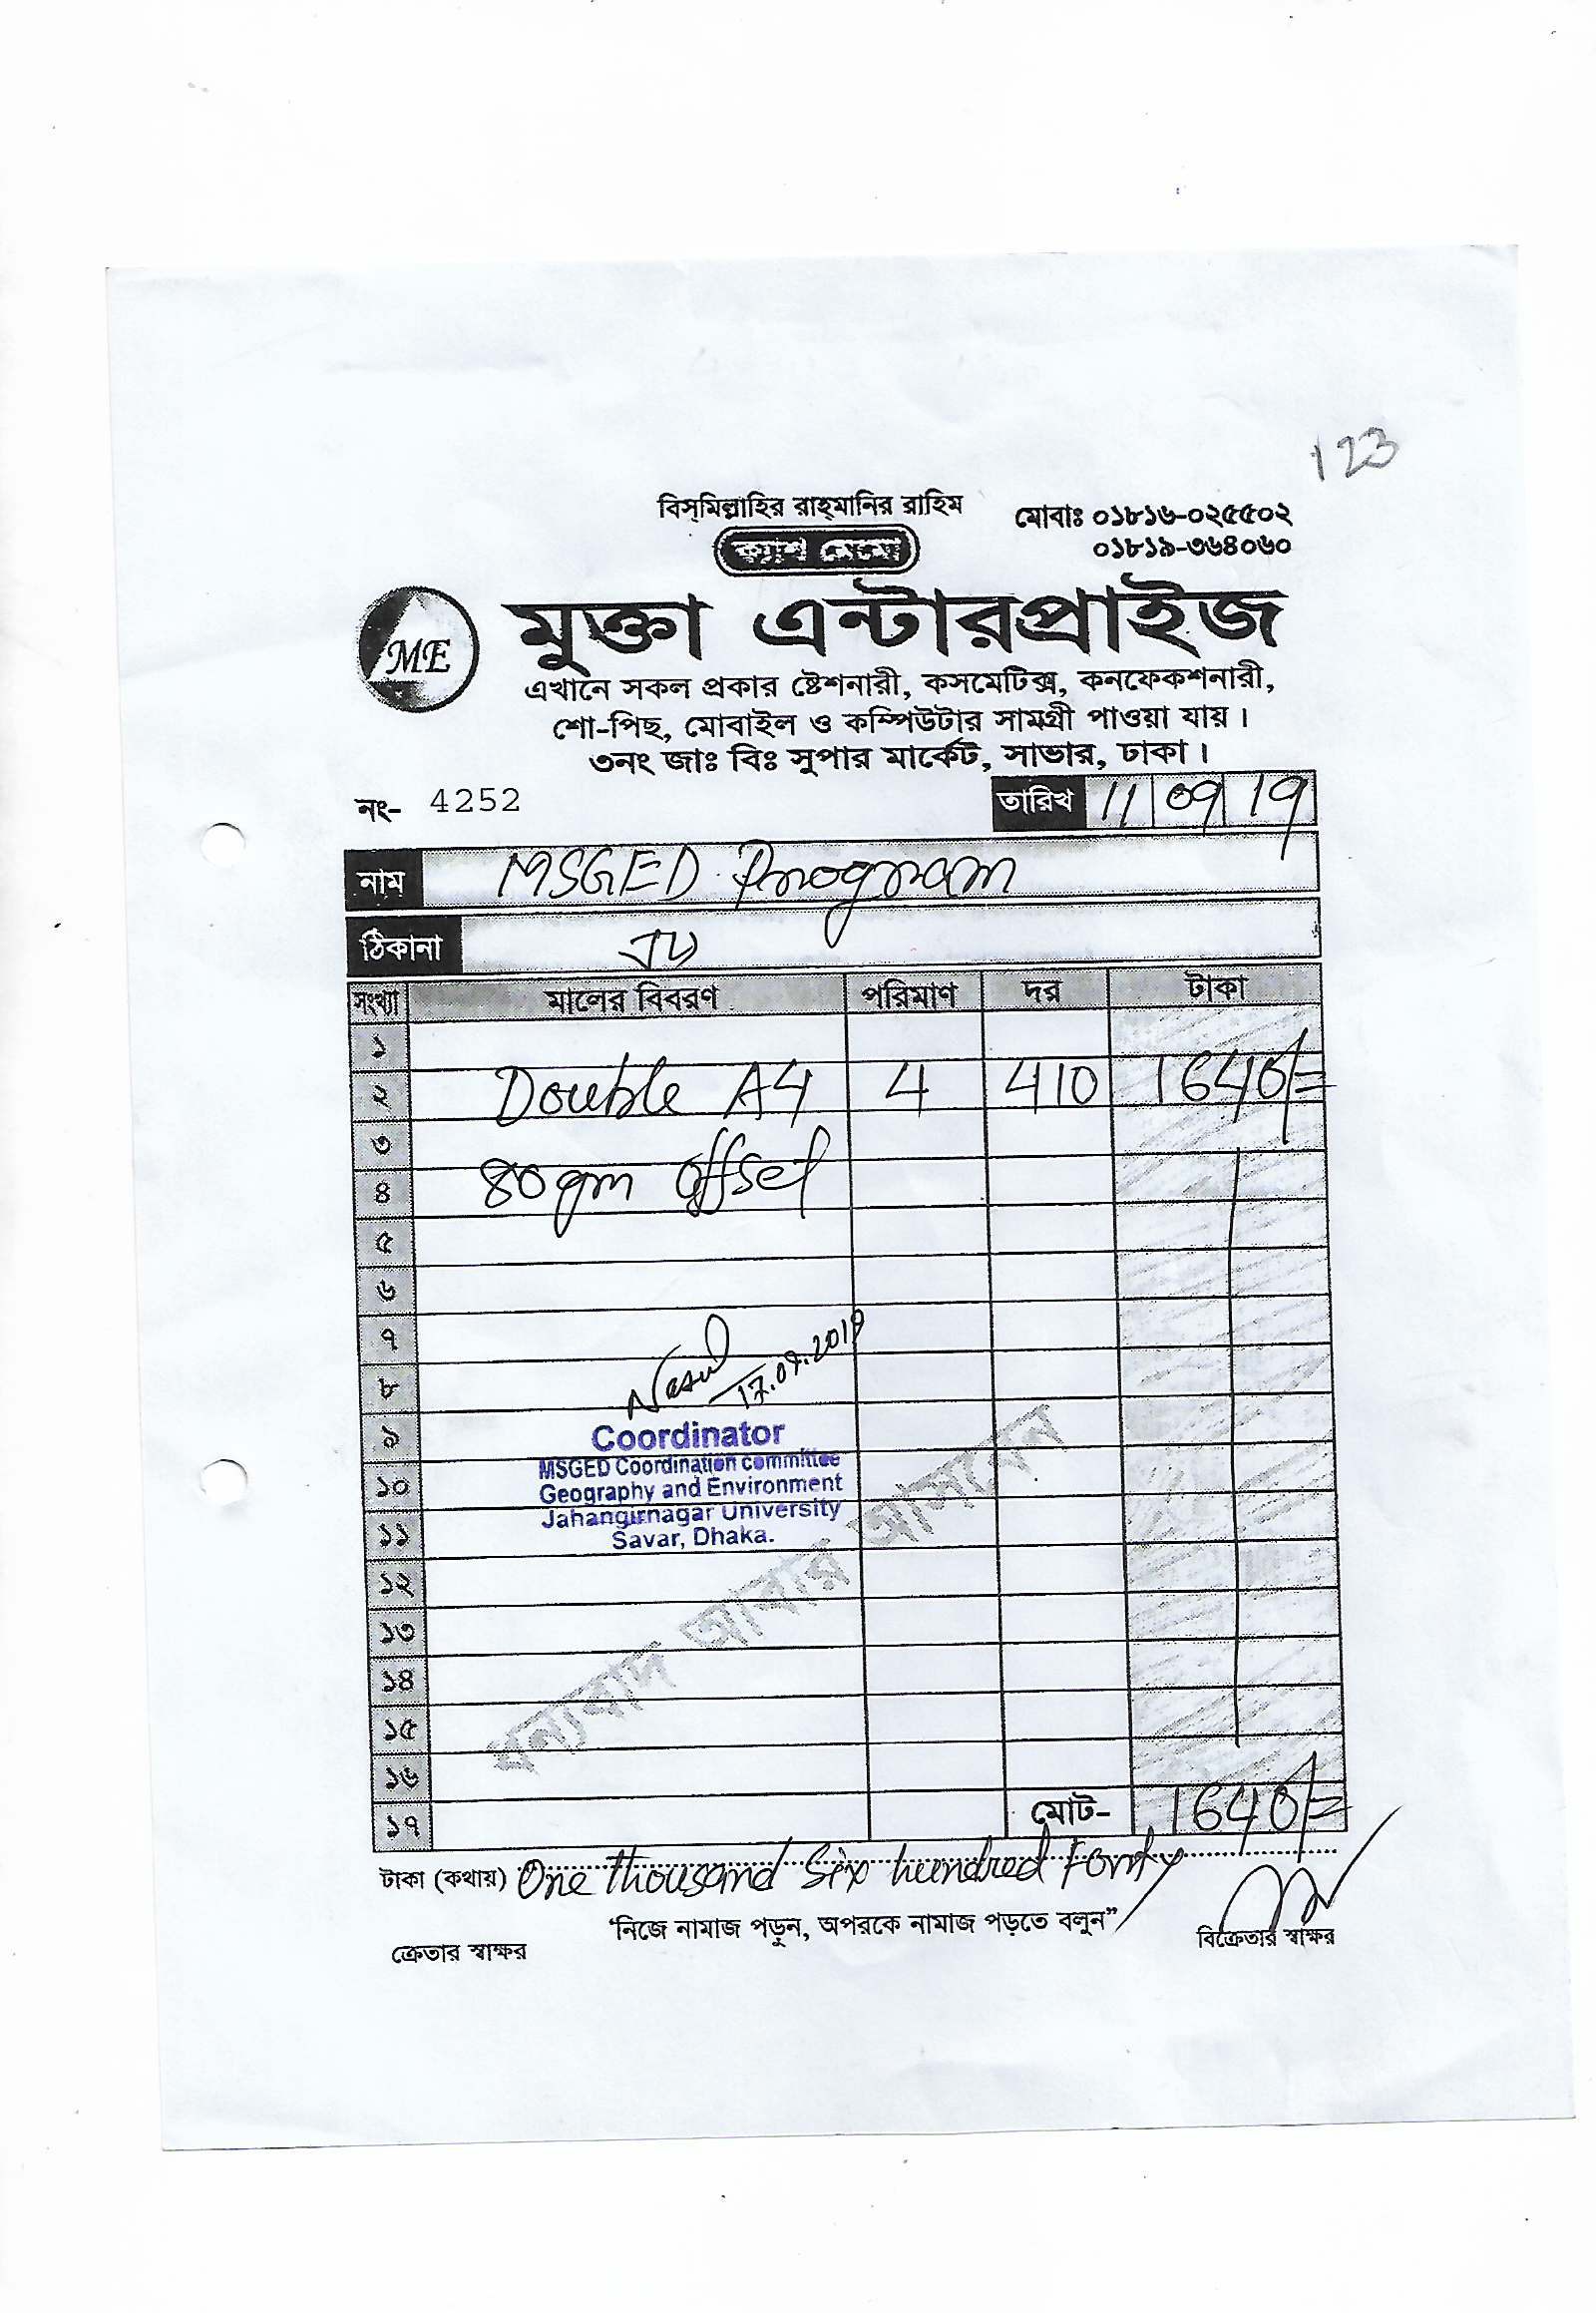 123
বিস্‌মিল্লাহির রাহ্‌মানির রাহিম
মোবাঃ ০১৮১৬-০২৫৫০২
০১৮১৯-৩৬৪০৬০
ক্যাশ মেমো
ME
মুক্তা এন্টারপ্রাইজ
এখানে সকল প্রকার ষ্টেশনারী, কসমেটিক্স, কনফেকশনারী,
শো-পিছ, মোবাইল ও কম্পিউটার সামগ্রী পাওয়া যায়।
৩নং জাঃ বিঃ সুপার মার্কেট, সাভার, ঢাকা।
নং- 4252 তারিখ 11/09/19
নাম MSGED Program
ঠিকানা JU
সংখ্যা মালের বিবরণ পরিমাণ দর টাকা
১
২ Double A4 4 410 1640/=
৩
৪ 80 gm offset
৫
৬
৭
৮
17.09.2019
৯
Coordinator
MSGED Coordination committee
১০
Geography and Environment
Jahangirnagar University
১১
Savar, Dhaka.
১২
১৩
১৪
১৫
১৬
১৭ মোট- 1640/=
ধন্যবাদ আবার আসবেন
টাকা (কথায়) One thousand Six hundred Forty
"নিজে নামাজ পড়ুন, অপরকে নামাজ পড়তে বলুন"
ক্রেতার স্বাক্ষর বিক্রেতার স্বাক্ষর